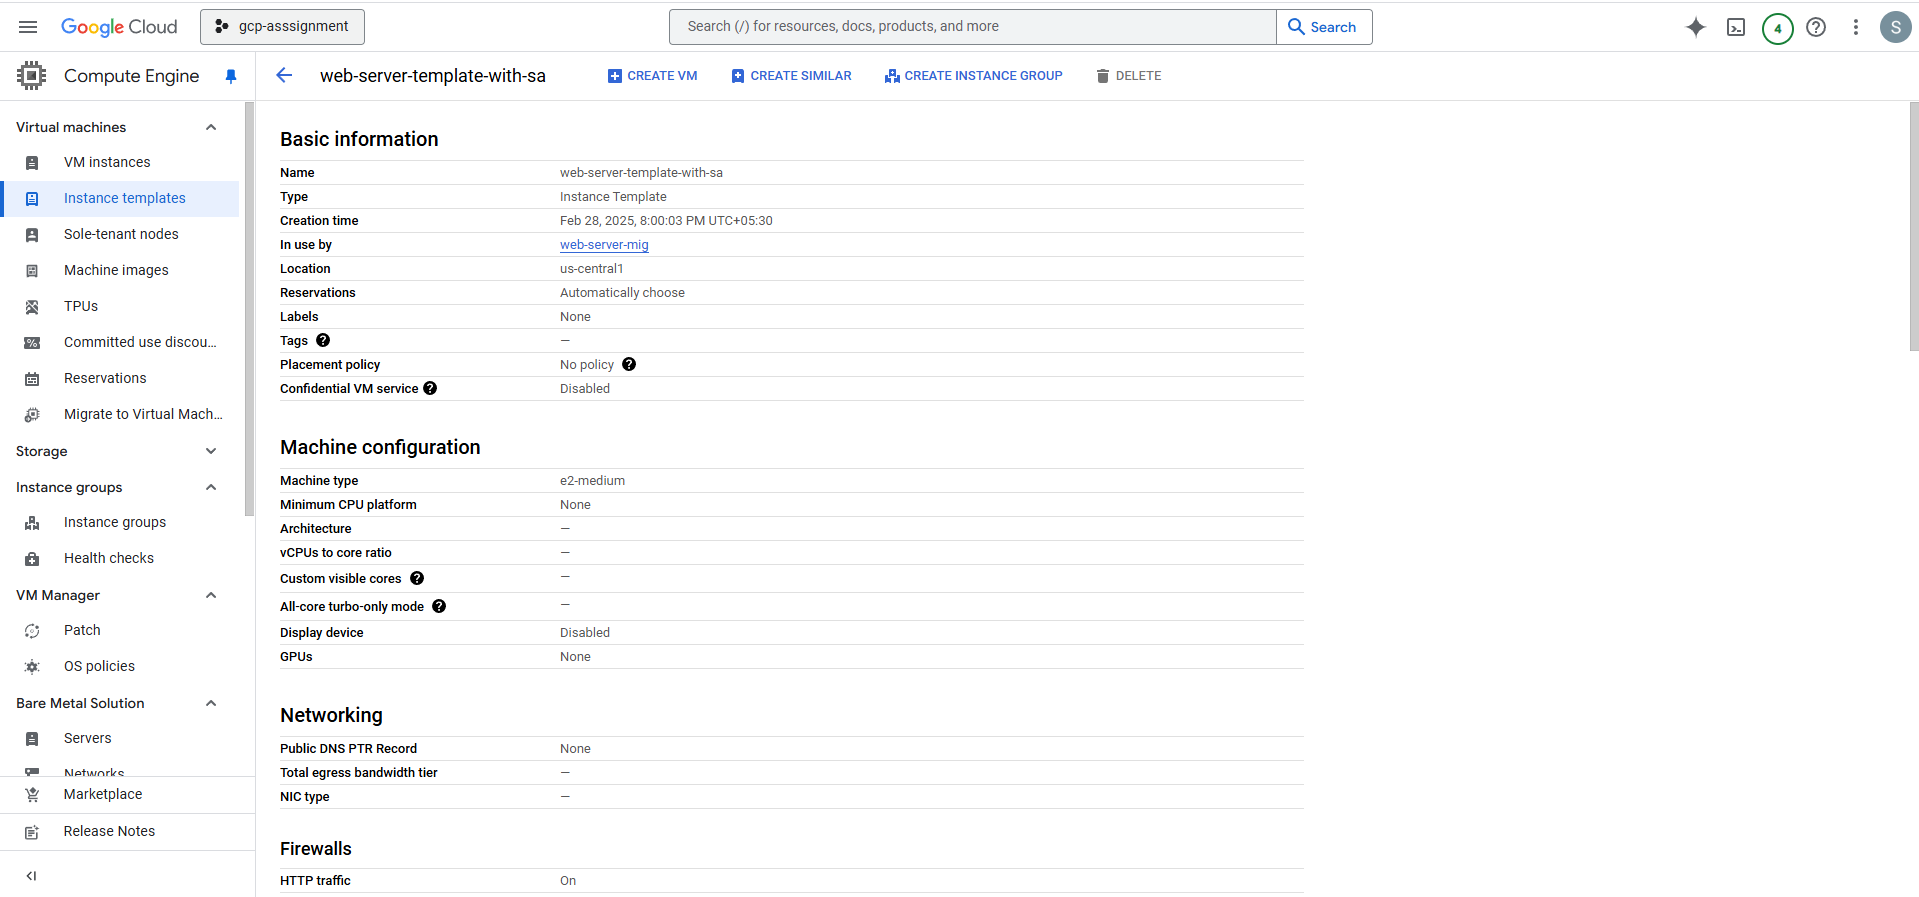 Google Cloud
gcp-asssignment
Search (/) for resources, docs, products, and more
Search
4
S
Compute Engine
web-server-template-with-sa
CREATE VM
CREATE SIMILAR
CREATE INSTANCE GROUP
DELETE
Virtual machines
VM instances
Instance templates
Sole-tenant nodes
Machine images
TPUs
Committed use discou...
Reservations
Migrate to Virtual Mach...
Storage
Instance groups
Instance groups
Health checks
VM Manager
Patch
OS policies
Bare Metal Solution
Servers
Networks
Marketplace
Release Notes
Basic information
Name web-server-template-with-sa
Type Instance Template
Creation time Feb 28, 2025, 8:00:03 PM UTC+05:30
In use by web-server-mig
Location us-central1
Reservations Automatically choose
Labels None
Tags —
Placement policy No policy
Confidential VM service Disabled
Machine configuration
Machine type e2-medium
Minimum CPU platform None
Architecture —
vCPUs to core ratio —
Custom visible cores —
All-core turbo-only mode —
Display device Disabled
GPUs None
Networking
Public DNS PTR Record None
Total egress bandwidth tier —
NIC type —
Firewalls
HTTP traffic On